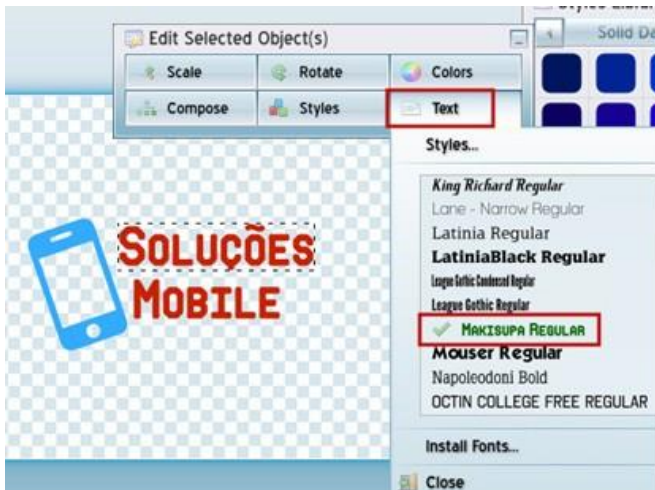 Edit Selected Object(s)
Scale
Rotate
Colors
Compose
Styles
Text
Solid Da
Styles...
King Richard Regular
Lane - Narrow Regular
Latinia Regular
LatiniaBlack Regular
League Gothic Condensed Regular
League Gothic Regular
MAKISUPA REGULAR
Mouser Regular
Napoleodoni Bold
OCTIN COLLEGE FREE REGULAR
Install Fonts...
Close
SOLUÇÕES
MOBILE